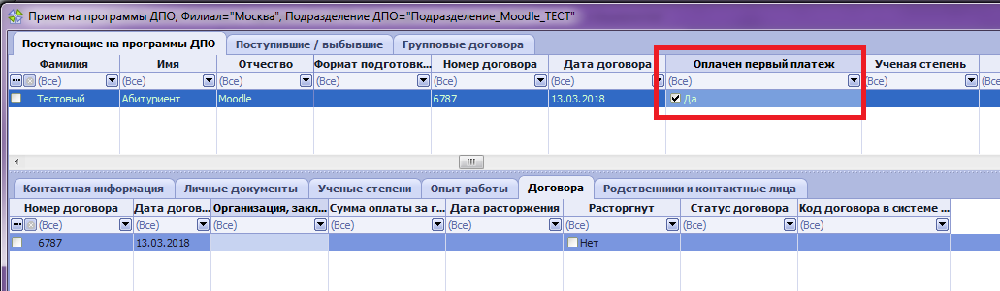 Прием на программы ДПО, Филиал="Москва", Подразделение ДПО="Подразделение_Moodle_ТЕСТ"
Поступающие на программы ДПО Поступившие / выбывшие Групповые договора
Фамилия Имя Отчество Формат подготовк... Номер договора Дата договора Оплачен первый платеж Ученая степень
(Все) (Все) (Все) (Все) (Все) (Все) (Все) (Все)
Тестовый Абитуриент Moodle 6787 13.03.2018 Да
Контактная информация Личные документы Ученые степени Опыт работы Договора Родственники и контактные лица
Номер договора Дата догов... Организация, закл... Сумма оплаты за г... Дата расторжения Расторгнут Статус договора Код договора в системе ...
(Все) (Все) (Все) (Все) (Все) (Все) (Все) (Все)
6787 13.03.2018 Нет